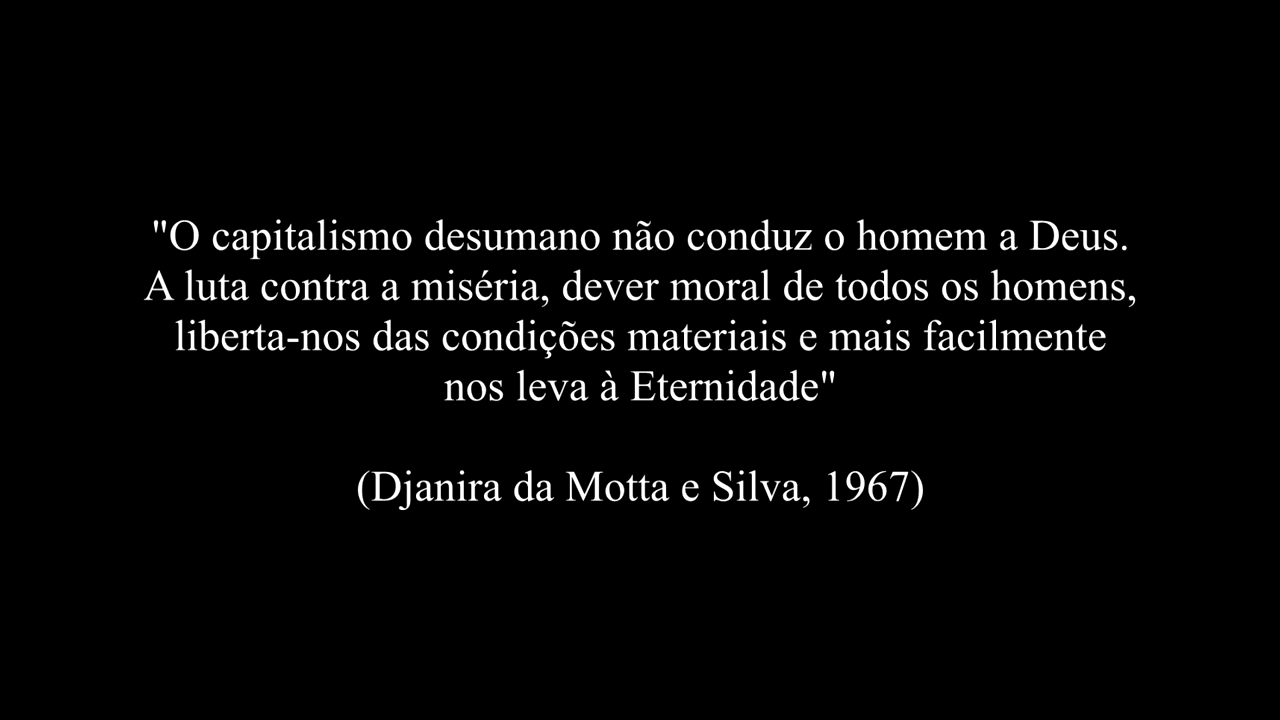 "O capitalismo desumano não conduz o homem a Deus.
A luta contra a miséria, dever moral de todos os homens,
liberta-nos das condições materiais e mais facilmente
nos leva à Eternidade"
(Djanira da Motta e Silva, 1967)